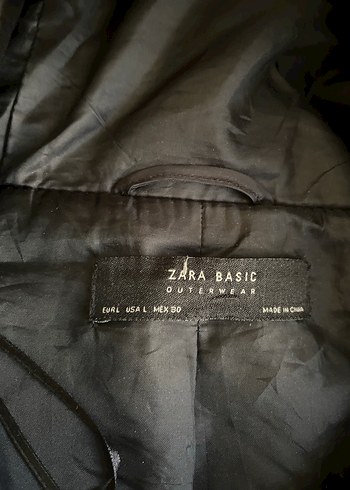 ZARA BASIC
OUTERWEAR
EUR L USA L MEX 30 MADE IN CHINA